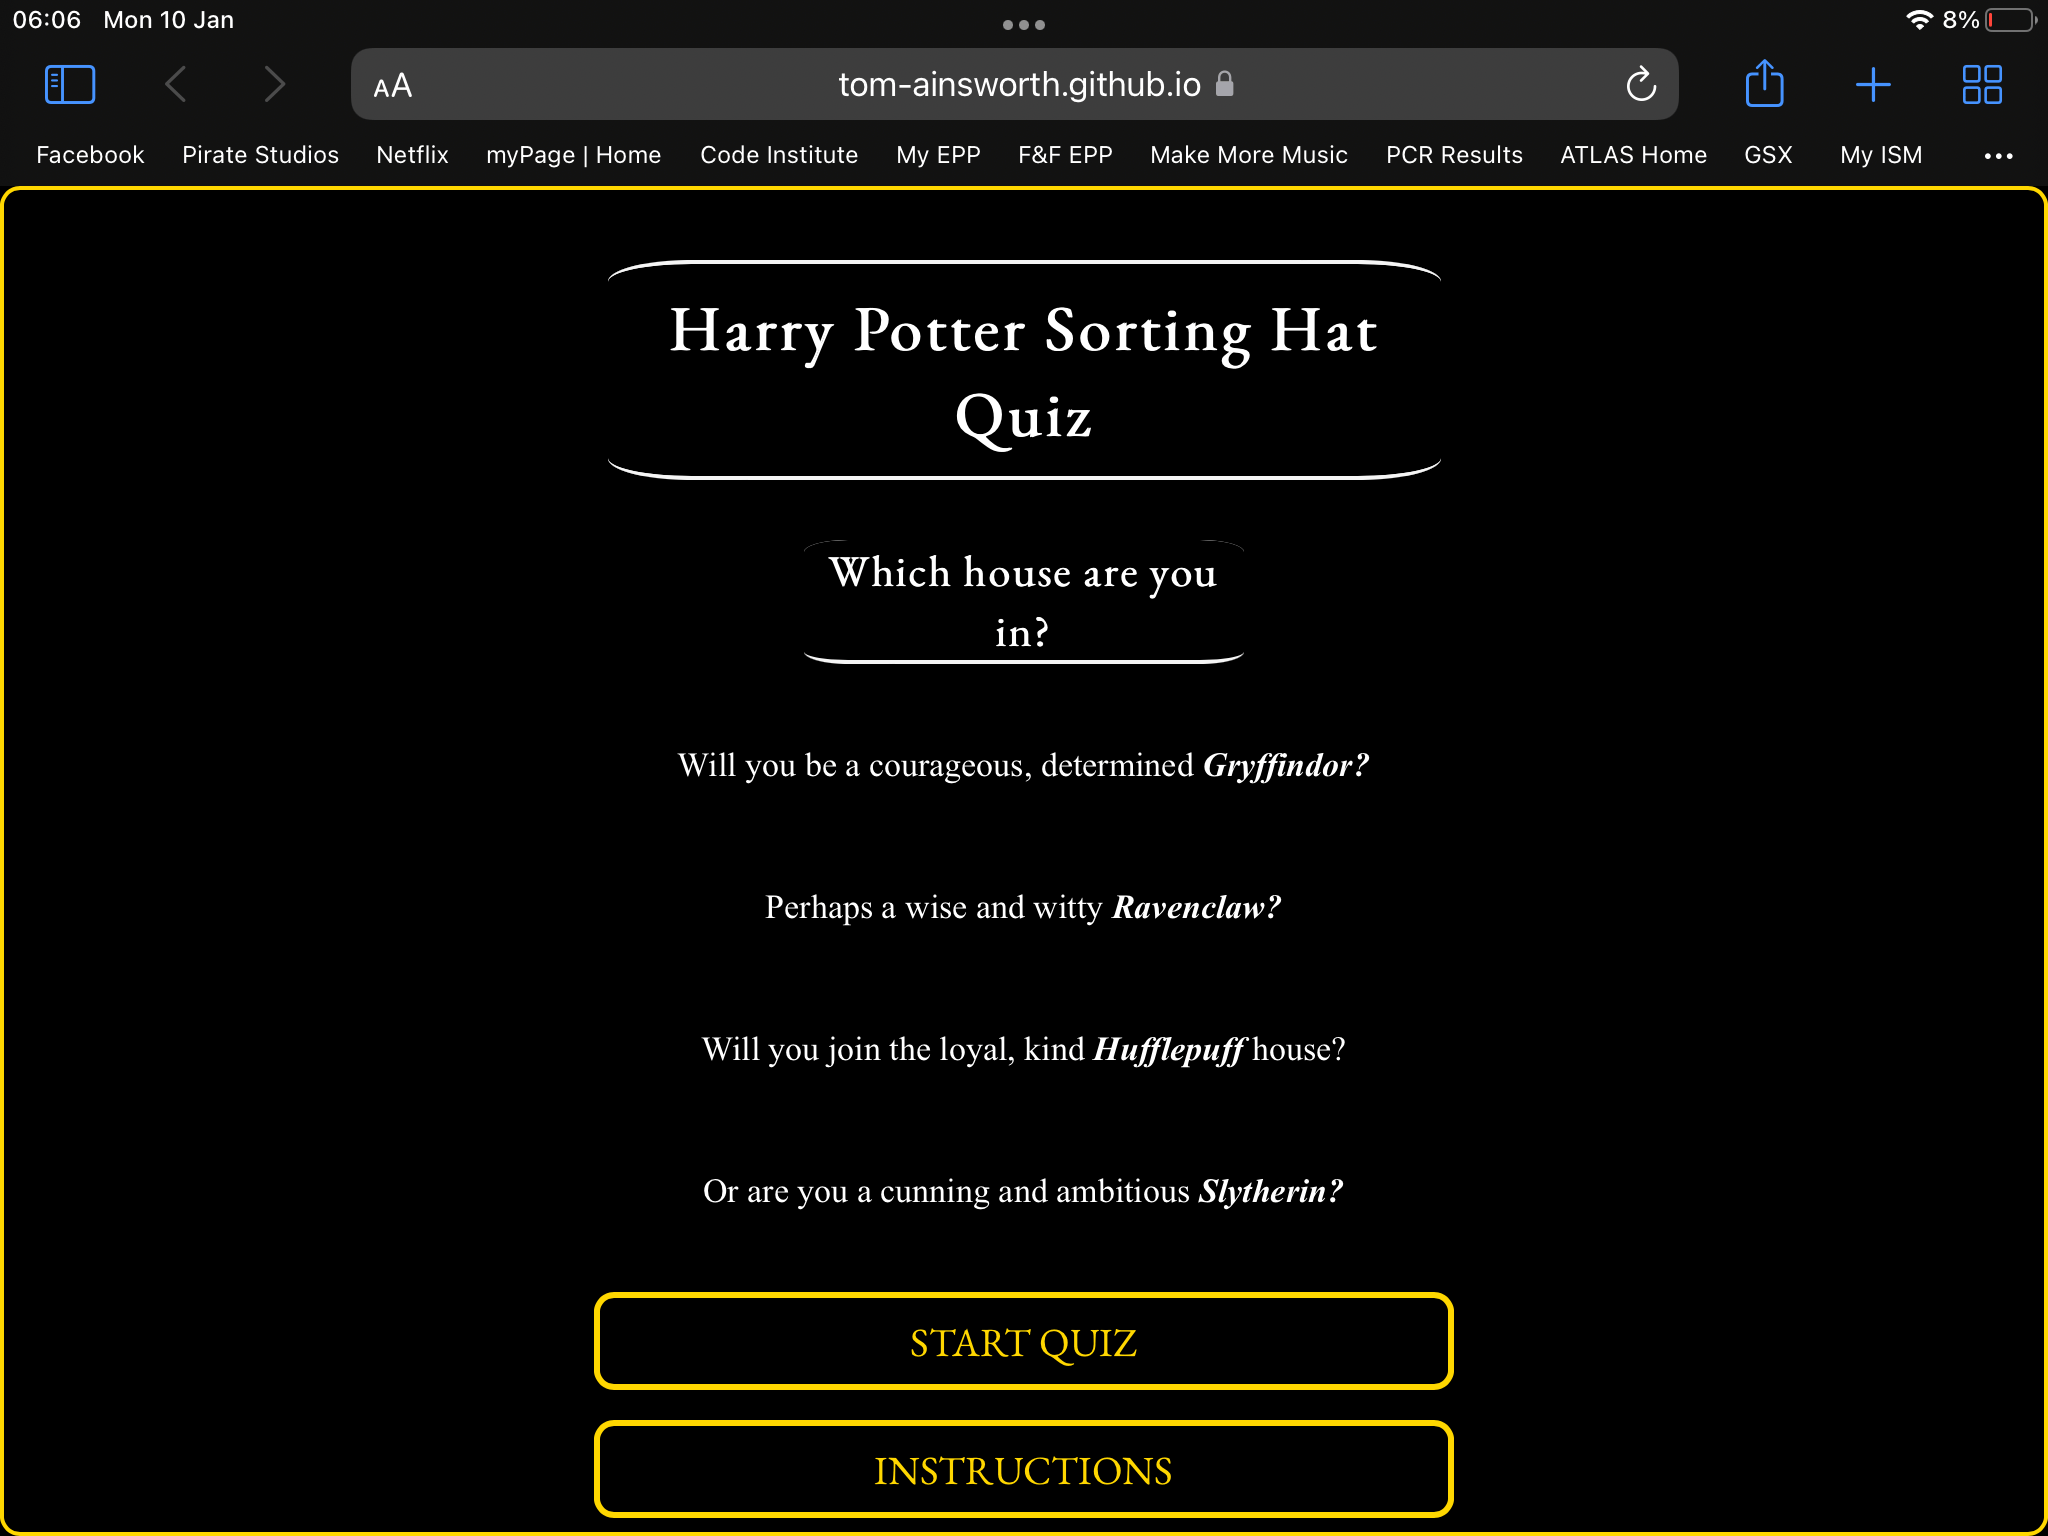 06:06 Mon 10 Jan 8%
AA tom-ainsworth.github.io
Facebook Pirate Studios Netflix myPage | Home Code Institute My EPP F&F EPP Make More Music PCR Results ATLAS Home GSX My ISM
Harry Potter Sorting Hat
Quiz
Which house are you
in?
Will you be a courageous, determined Gryffindor?
Perhaps a wise and witty Ravenclaw?
Will you join the loyal, kind Hufflepuff house?
Or are you a cunning and ambitious Slytherin?
START QUIZ
INSTRUCTIONS